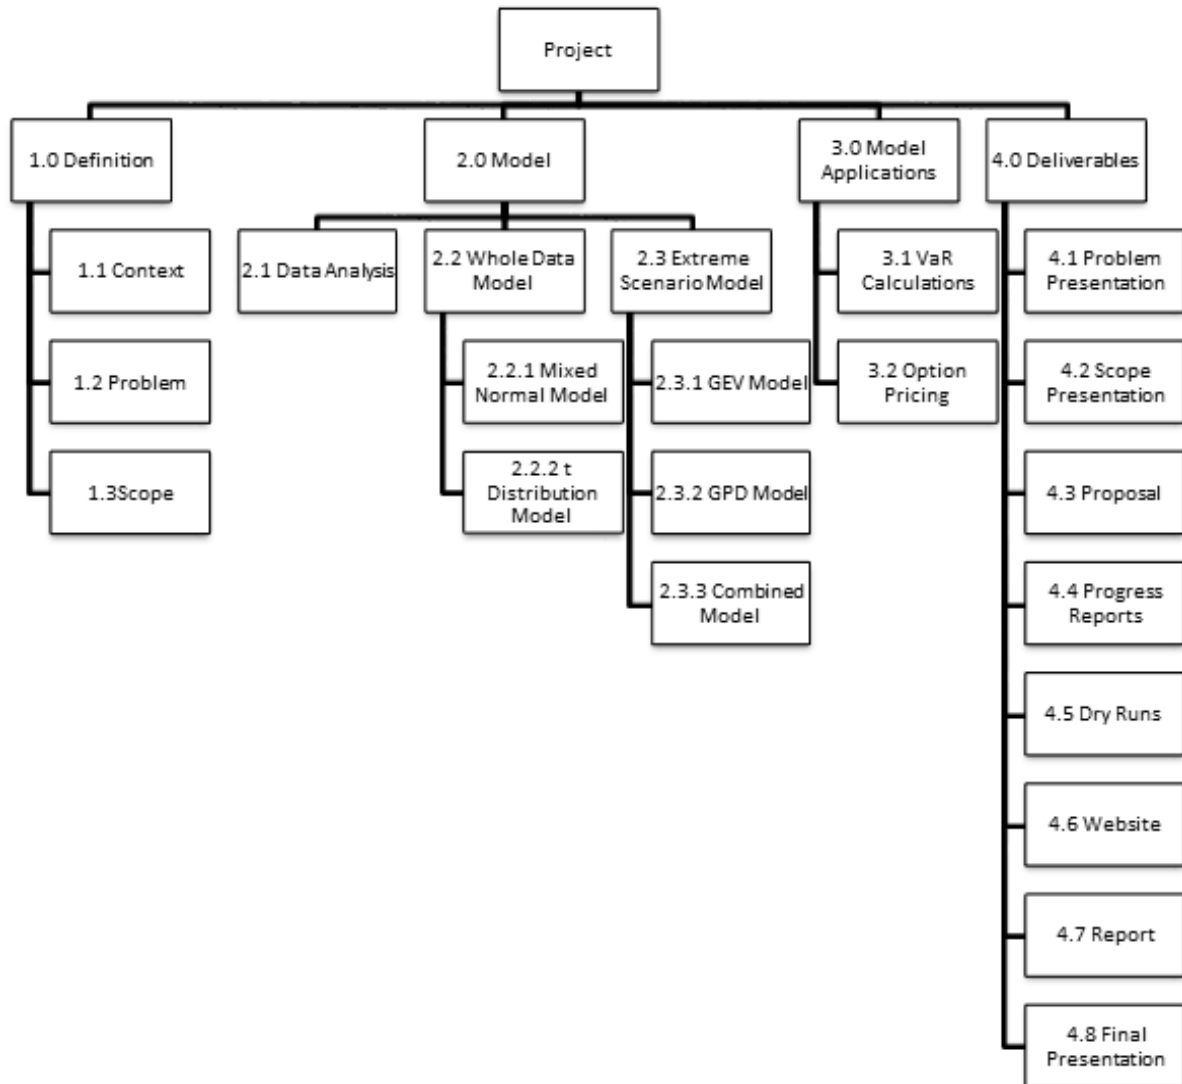 Project
1.0 Definition
2.0 Model
3.0 Model
Applications
4.0 Deliverables
1.1 Context
1.2 Problem
1.3Scope
2.1 Data Analysis
2.2 Whole Data
Model
2.2.1 Mixed
Normal Model
2.2.2 t
Distribution
Model
2.3 Extreme
Scenario Model
2.3.1 GEV Model
2.3.2 GPD Model
2.3.3 Combined
Model
3.1 VaR
Calculations
3.2 Option
Pricing
4.1 Problem
Presentation
4.2 Scope
Presentation
4.3 Proposal
4.4 Progress
Reports
4.5 Dry Runs
4.6 Website
4.7 Report
4.8 Final
Presentation